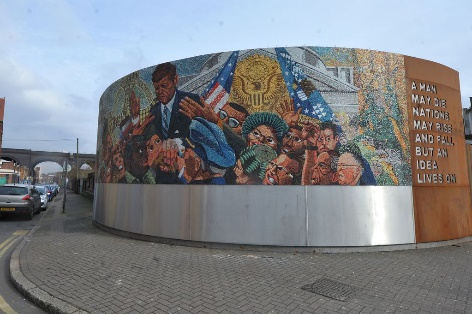 A MAN
MAY DIE
NATIONS
MAY RISE
AND FALL
BUT AN
IDEA
LIVES ON